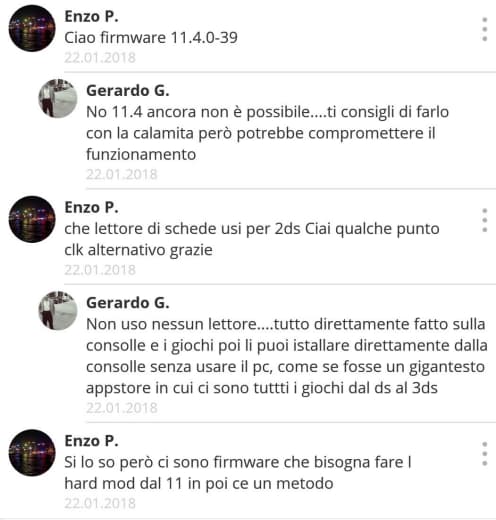 Enzo P.
Ciao firmware 11.4.0-39
22.01.2018
Gerardo G.
No 11.4 ancora non è possibile....ti consigli di farlo
con la calamita però potrebbe compromettere il
funzionamento
22.01.2018
Enzo P.
che lettore di schede usi per 2ds Ciai qualche punto
clk alternativo grazie
22.01.2018
Gerardo G.
Non uso nessun lettore....tutto direttamente fatto sulla
consolle e i giochi poi li puoi istallare direttamente dalla
consolle senza usare il pc, come se fosse un gigantesto
appstore in cui ci sono tuttti i giochi dal ds al 3ds
22.01.2018
Enzo P.
Si lo so però ci sono firmware che bisogna fare l
hard mod dal 11 in poi ce un metodo
22.01.2018